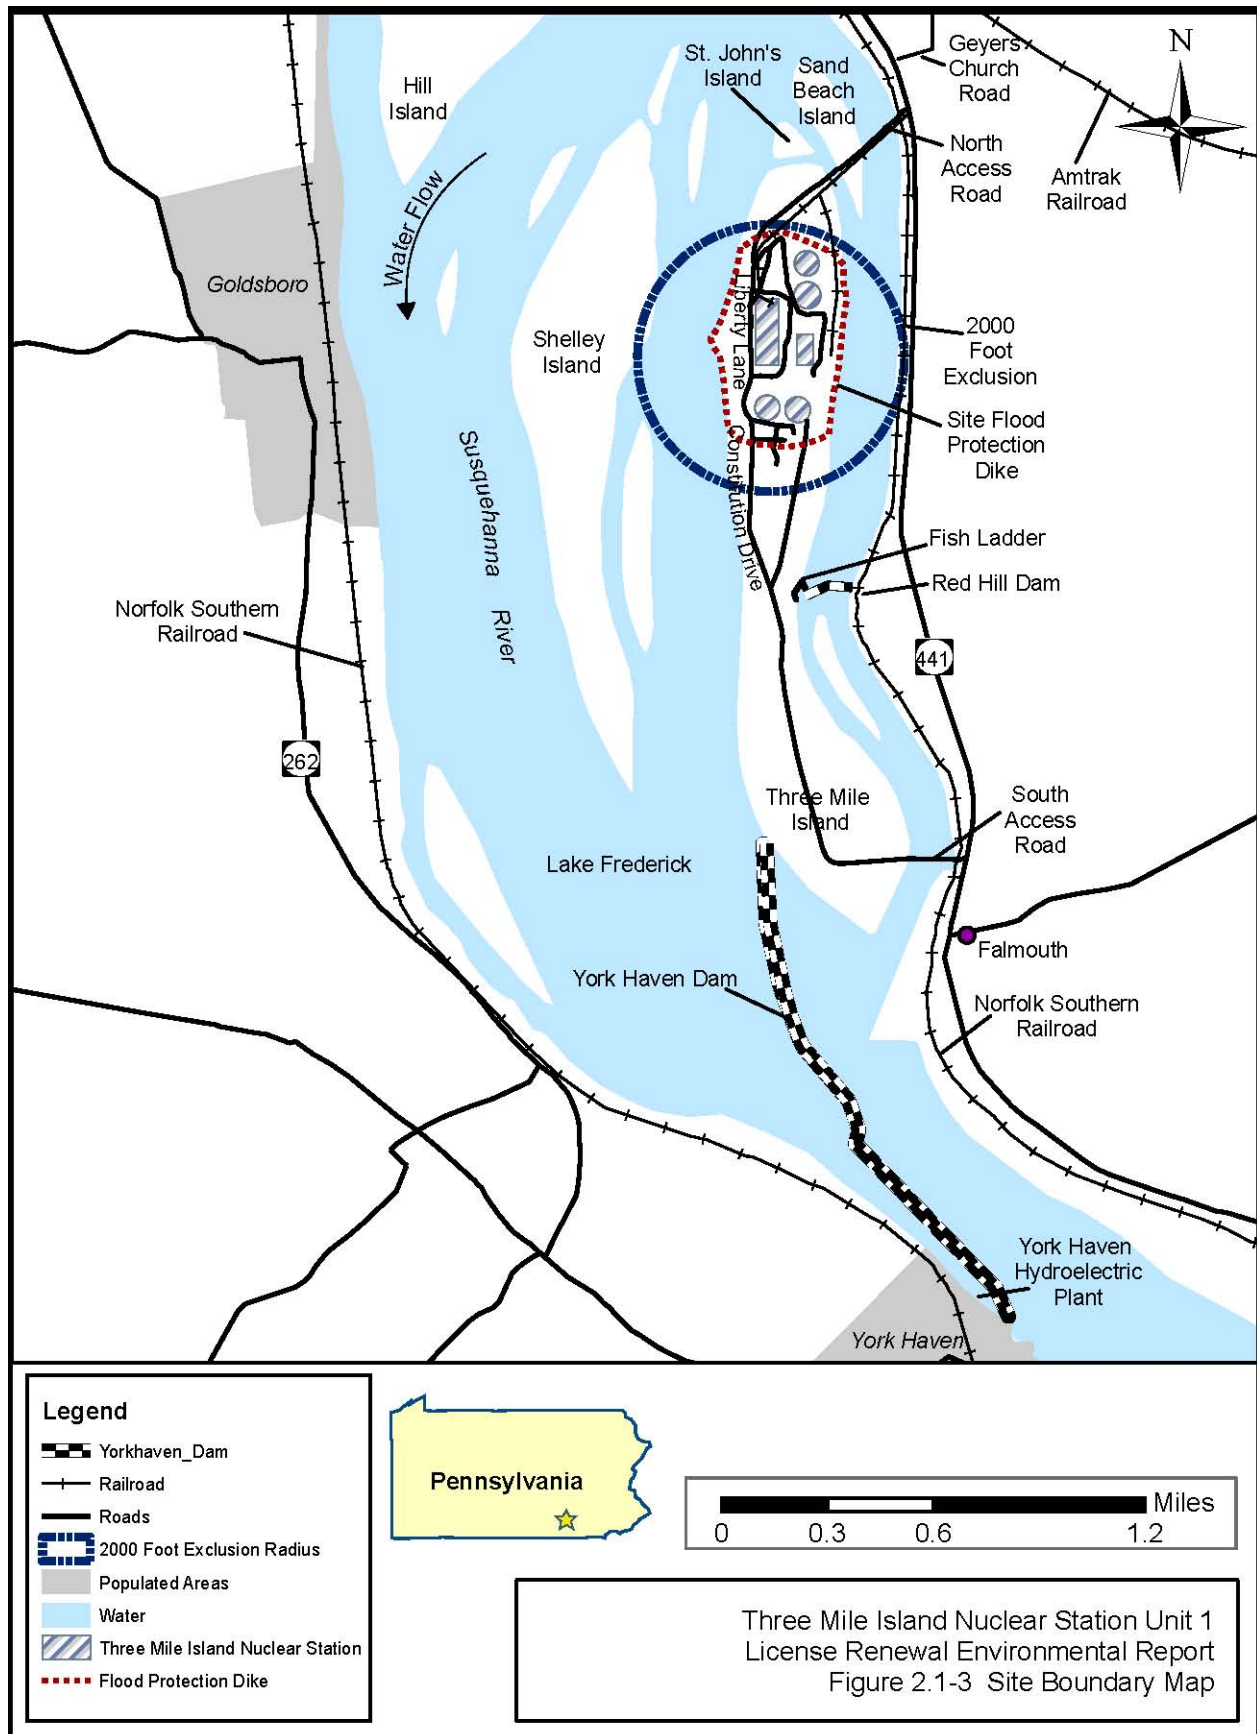 St. John's
Island
Sand
Beach
Island
Geyers
Church
Road
N
Hill
Island
North
Access
Road
Amtrak
Railroad
Water Flow
Goldsboro
Liberty Lane
Shelley
Island
2000
Foot
Exclusion
Site Flood
Protection
Dike
Constitution Drive
Susquehanna
River
Fish Ladder
Red Hill Dam
Norfolk Southern
Railroad
441
262
Three Mile
Island
South
Access
Road
Lake Frederick
Falmouth
York Haven Dam
Norfolk Southern
Railroad
York Haven
Hydroelectric
Plant
York Haven
Legend
Yorkhaven_Dam
Railroad
Roads
2000 Foot Exclusion Radius
Populated Areas
Water
Three Mile Island Nuclear Station
Flood Protection Dike
Pennsylvania
Miles
0 0.3 0.6 1.2
Three Mile Island Nuclear Station Unit 1
License Renewal Environmental Report
Figure 2.1-3 Site Boundary Map